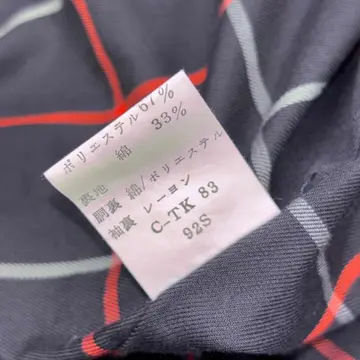 ポリエステル67%
綿 33%
裏地
胴裏 綿/ポリエステル
袖裏 レーヨン
C-TK 83
92S